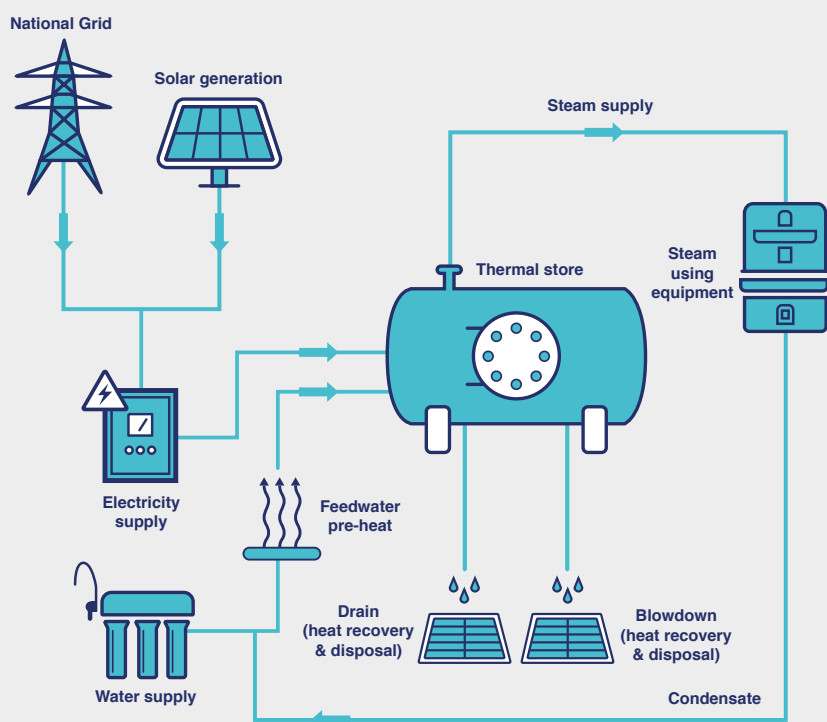 National Grid
Solar generation
Steam supply
Thermal store
Steam
using
equipment
Electricity
supply
Feedwater
pre-heat
Drain
(heat recovery
& disposal)
Blowdown
(heat recovery
& disposal)
Water supply
Condensate